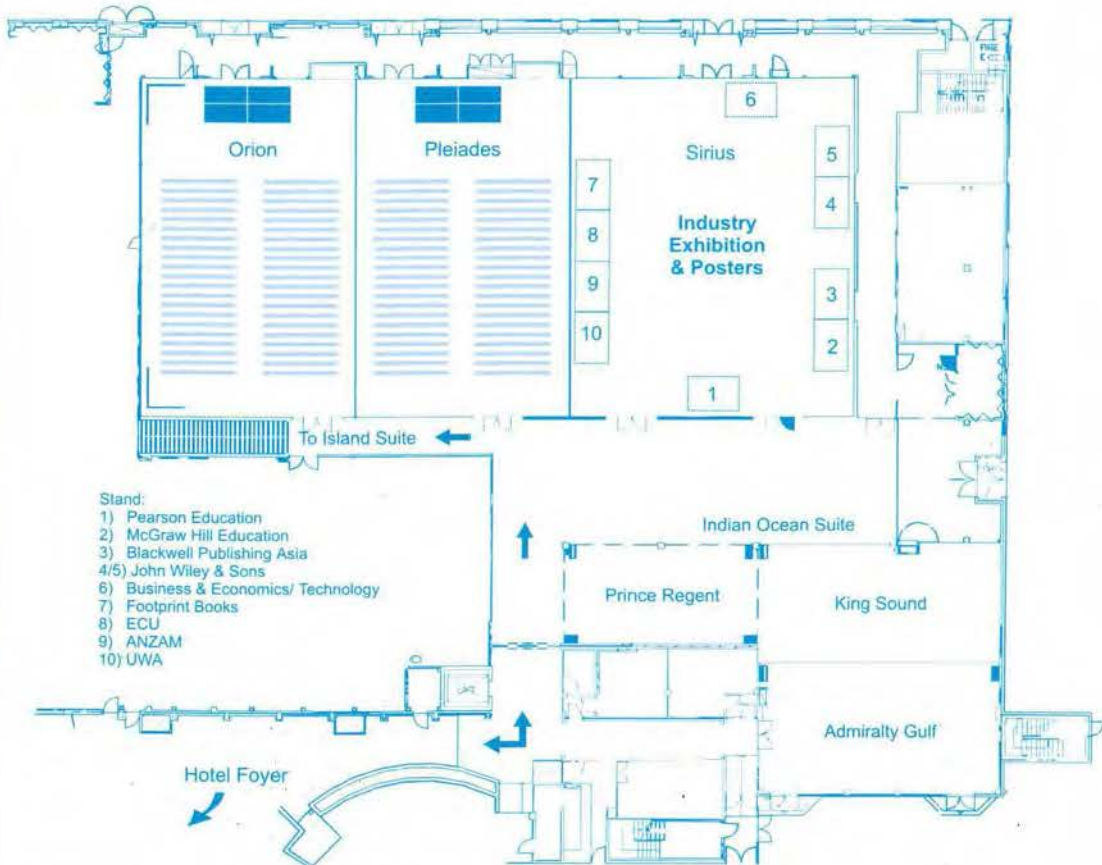 FIRE
6
Orion
Pleiades
Sirius
5
7
4
Industry
Exhibition
& Posters
8
9
3
10
2
1
To Island Suite
Stand:
1) Pearson Education
2) McGraw Hill Education
3) Blackwell Publishing Asia
4/5) John Wiley & Sons
6) Business & Economics/ Technology
7) Footprint Books
8) ECU
9) ANZAM
10) UWA
Indian Ocean Suite
Prince Regent
King Sound
Admiralty Gulf
Hotel Foyer